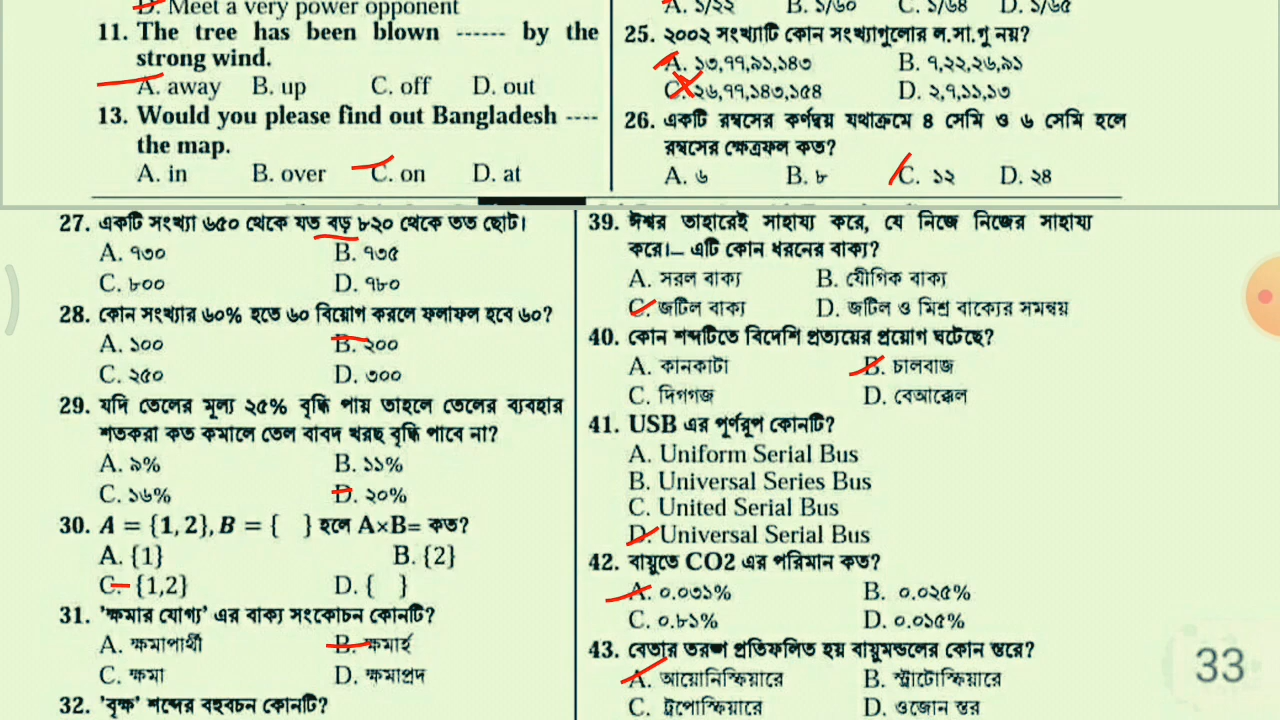 D. Meet a very power opponent
11. The tree has been blown ------ by the
strong wind.
A. away B. up C. off D. out
13. Would you please find out Bangladesh ----
the map.
A. in B. over C. on D. at
A. ১/২২ B. ১/৬০ C. ১/৬৪ D. ১/৬৫
25. ২০০২ সংখ্যাটি কোন সংখ্যাগুলোর ল.সা.গু নয়?
A. ১৩,৭৭,৯১,১৪৩ B. ৭,২২,২৬,৯১
C. ২৬,৭৭,১৪৩,১৫৪ D. ২,৭,১১,১৩
26. একটি রম্বসের কর্ণদ্বয় যথাক্রমে ৪ সেমি ও ৬ সেমি হলে
রম্বসের ক্ষেত্রফল কত?
A. ৬ B. ৮ C. ১২ D. ২৪
27. একটি সংখ্যা ৬৫০ থেকে যত বড় ৮২০ থেকে তত ছোট।
A. ৭৩০ B. ৭৩৫
C. ৮০০ D. ৭৮০
28. কোন সংখ্যার ৬০% হতে ৬০ বিয়োগ করলে ফলাফল হবে ৬০?
A. ১০০ B. ২০০
C. ২৫০ D. ৩০০
29. যদি তেলের মূল্য ২৫% বৃদ্ধি পায় তাহলে তেলের ব্যবহার
শতকরা কত কমালে তেল বাবদ খরছ বৃদ্ধি পাবে না?
A. ৯% B. ১১%
C. ১৬% D. ২০%
30. A = {1, 2}, B = { } হলে A×B= কত?
A. {1} B. {2}
C. {1,2} D. { }
31. 'ক্ষমার যোগ্য' এর বাক্য সংকোচন কোনটি?
A. ক্ষমাপার্থী B. ক্ষমার্হ
C. ক্ষমা D. ক্ষমাপ্রদ
32. 'বৃক্ষ' শব্দের বহুবচন কোনটি?
39. ঈশ্বর তাহারেই সাহায্য করে, যে নিজে নিজের সাহায্য
করে।– এটি কোন ধরনের বাক্য?
A. সরল বাক্য B. যৌগিক বাক্য
C. জটিল বাক্য D. জটিল ও মিশ্র বাক্যের সমন্বয়
40. কোন শব্দটিতে বিদেশি প্রত্যয়ের প্রয়োগ ঘটেছে?
A. কানকাটা B. চালবাজ
C. দিগগজ D. বেআক্কেল
41. USB এর পূর্ণরূপ কোনটি?
A. Uniform Serial Bus
B. Universal Series Bus
C. United Serial Bus
D. Universal Serial Bus
42. বায়ুতে CO2 এর পরিমান কত?
A. ০.০৩১% B. ০.০২৫%
C. ০.৮১% D. ০.০১৫%
43. বেতার তরঙ্গ প্রতিফলিত হয় বায়ুমন্ডলের কোন স্তরে?
A. আয়োনিস্ফিয়ারে B. স্ট্রাটোস্ফিয়ারে
C. ট্রপোস্ফিয়ারে D. ওজোন স্তর
33